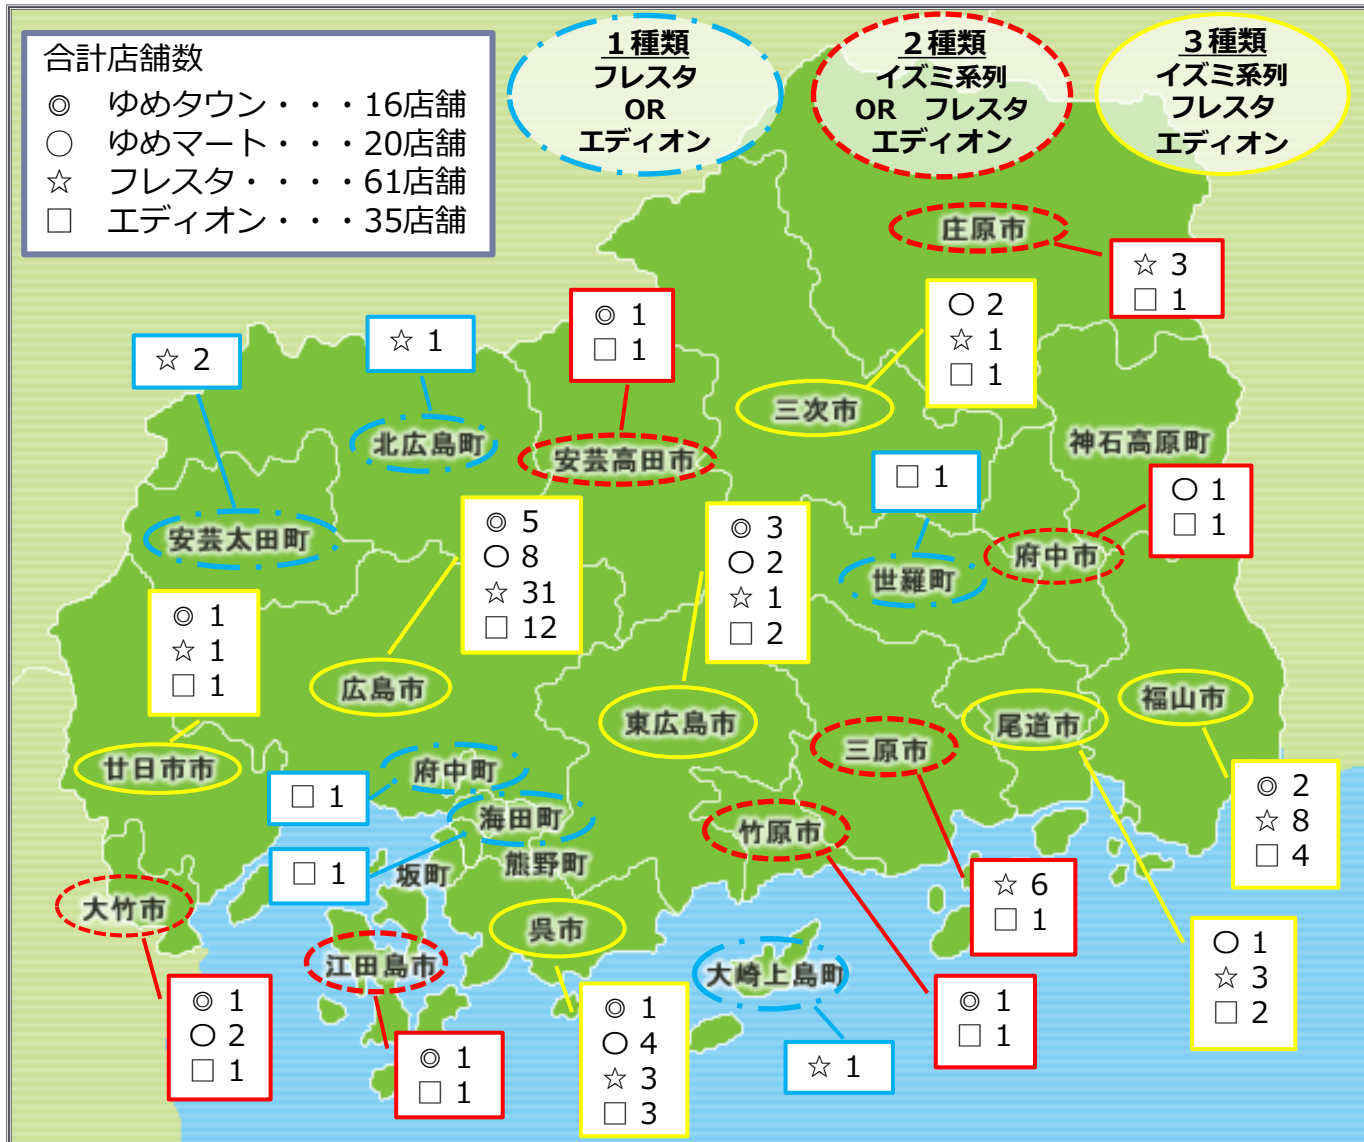 合計店舗数
◎ ゆめタウン・・・16店舗
○ ゆめマート・・・20店舗
☆ フレスタ・・・・61店舗
□ エディオン・・・35店舗
1種類
フレスタ
OR
エディオン
2種類
イズミ系列
OR フレスタ
エディオン
3種類
イズミ系列
フレスタ
エディオン
庄原市
☆ 3
□ 1
◎ 1
□ 1
○ 2
☆ 1
□ 1
☆ 1
☆ 2
三次市
北広島町
安芸高田市
神石高原町
□ 1
○ 1
□ 1
安芸太田町
◎ 5
○ 8
☆ 31
□ 12
◎ 3
○ 2
☆ 1
□ 2
世羅町
府中市
◎ 1
☆ 1
□ 1
広島市
東広島市
三原市
尾道市
福山市
廿日市市
府中町
□ 1
海田町
竹原市
◎ 2
☆ 8
□ 4
□ 1
坂町
熊野町
☆ 6
□ 1
大竹市
呉市
江田島市
大崎上島町
○ 1
☆ 3
□ 2
◎ 1
○ 2
□ 1
◎ 1
□ 1
◎ 1
○ 4
☆ 3
□ 3
☆ 1
◎ 1
□ 1